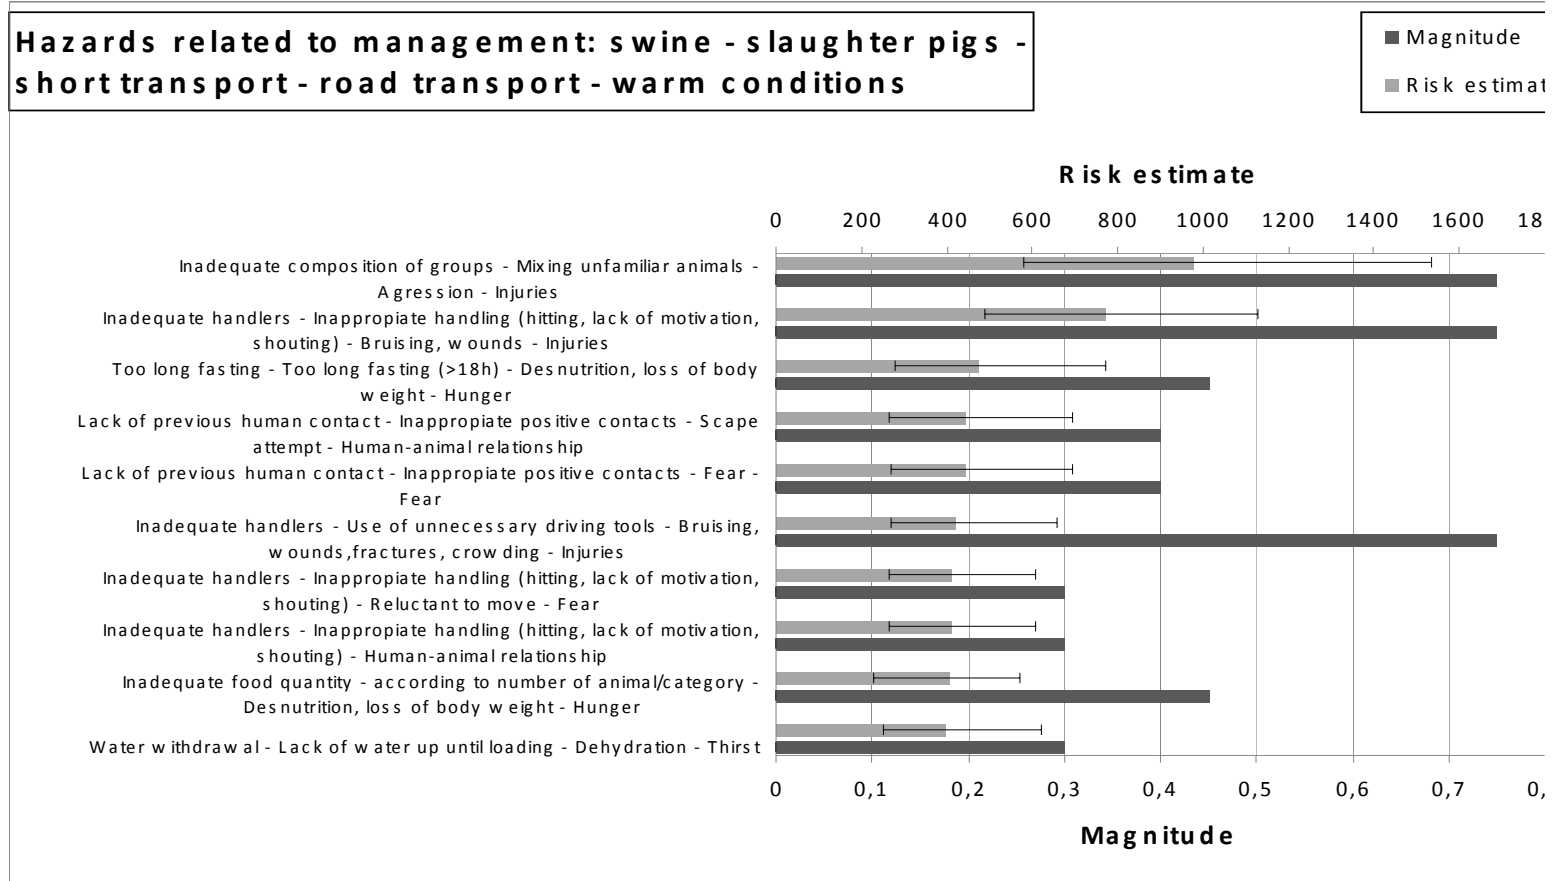 Hazards related to management: swine - slaughter pigs -
short transport - road transport - warm conditions
Magnitude
Risk estimat
Risk estimate
0 200 400 600 800 1000 1200 1400 1600 18
Inadequate composition of groups - Mixing unfamiliar animals -
Agression - Injuries
Inadequate handlers - Inappropiate handling (hitting, lack of motivation,
shouting) - Bruising, wounds - Injuries
Too long fasting - Too long fasting (>18h) - Desnutrition, loss of body
weight - Hunger
Lack of previous human contact - Inappropiate positive contacts - Scape
attempt - Human-animal relationship
Lack of previous human contact - Inappropiate positive contacts - Fear -
Fear
Inadequate handlers - Use of unnecessary driving tools - Bruising,
wounds,fractures, crowding - Injuries
Inadequate handlers - Inappropiate handling (hitting, lack of motivation,
shouting) - Reluctant to move - Fear
Inadequate handlers - Inappropiate handling (hitting, lack of motivation,
shouting) - Human-animal relationship
Inadequate food quantity - according to number of animal/category -
Desnutrition, loss of body weight - Hunger
Water withdrawal - Lack of water up until loading - Dehydration - Thirst
0 0,1 0,2 0,3 0,4 0,5 0,6 0,7 0,
Magnitude